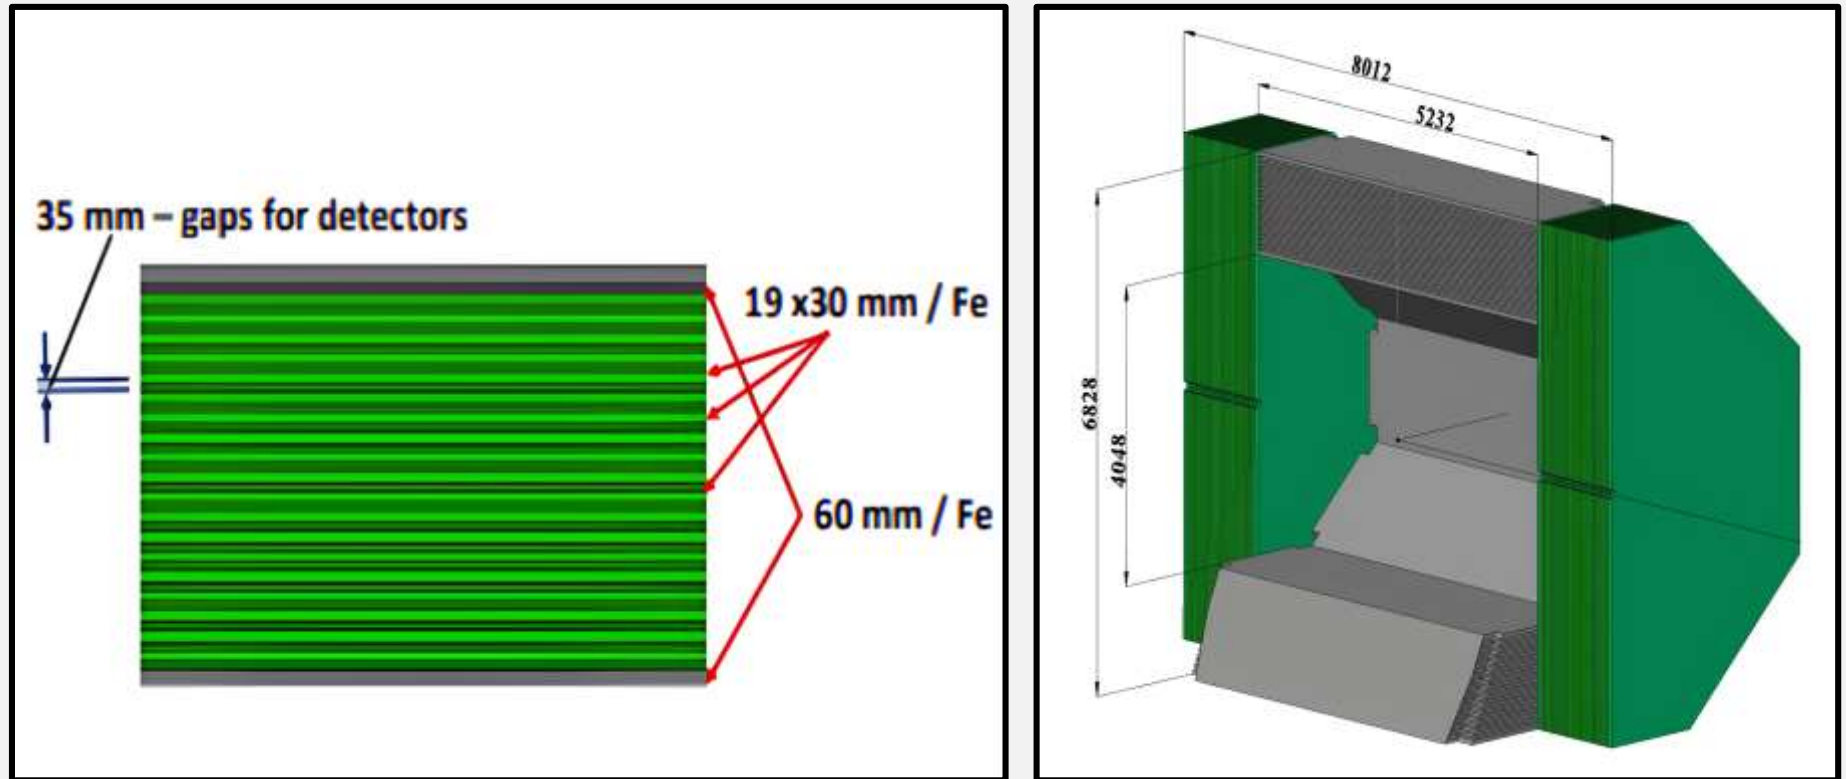 35 mm – gaps for detectors
19 x30 mm / Fe
60 mm / Fe
8012
5232
6828
4048